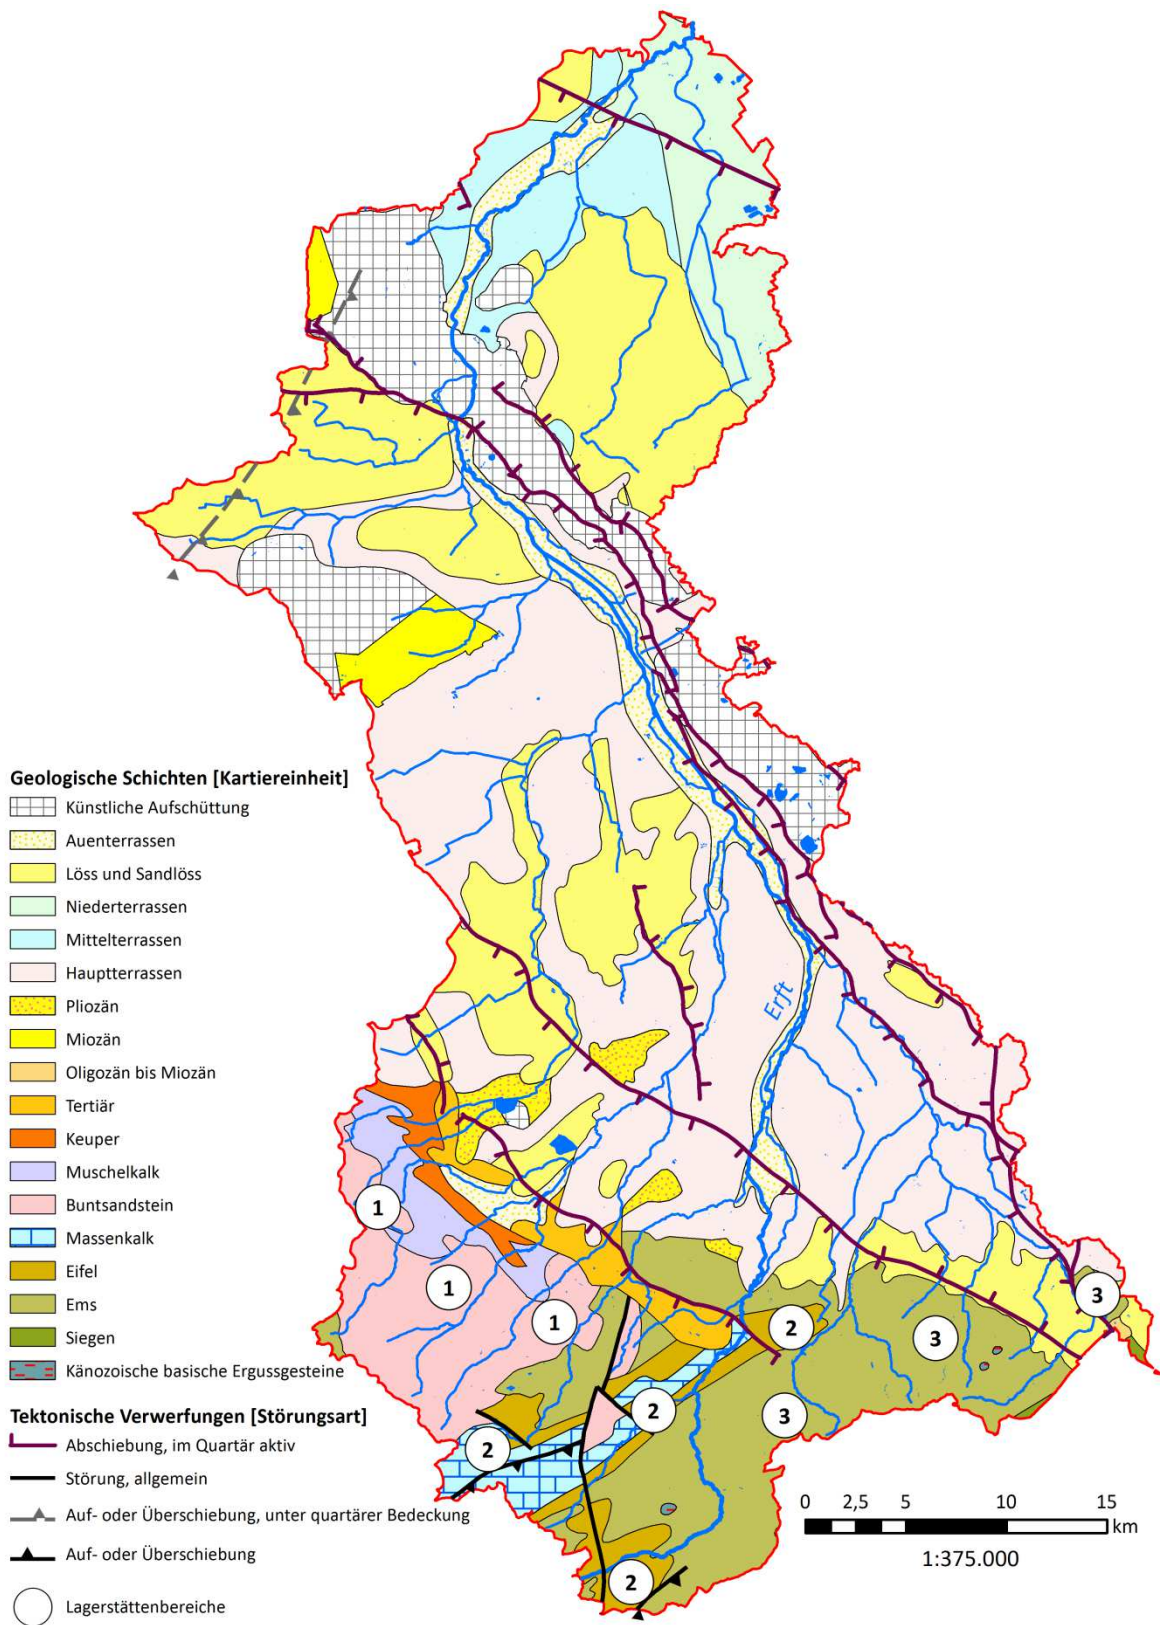 1
1
1
2
2
2
2
3
3
3
Erft
Geologische Schichten [Kartiereinheit]
Künstliche Aufschüttung
Auenterrassen
Löss und Sandlöss
Niederterrassen
Mittelterrassen
Hauptterrassen
Pliozän
Miozän
Oligozän bis Miozän
Tertiär
Keuper
Muschelkalk
Buntsandstein
Massenkalk
Eifel
Ems
Siegen
Känozoische basische Ergussgesteine
Tektonische Verwerfungen [Störungsart]
Abschiebung, im Quartär aktiv
Störung, allgemein
Auf- oder Überschiebung, unter quartärer Bedeckung
Auf- oder Überschiebung
Lagerstättenbereiche
0 2,5 5 10 15
km
1:375.000